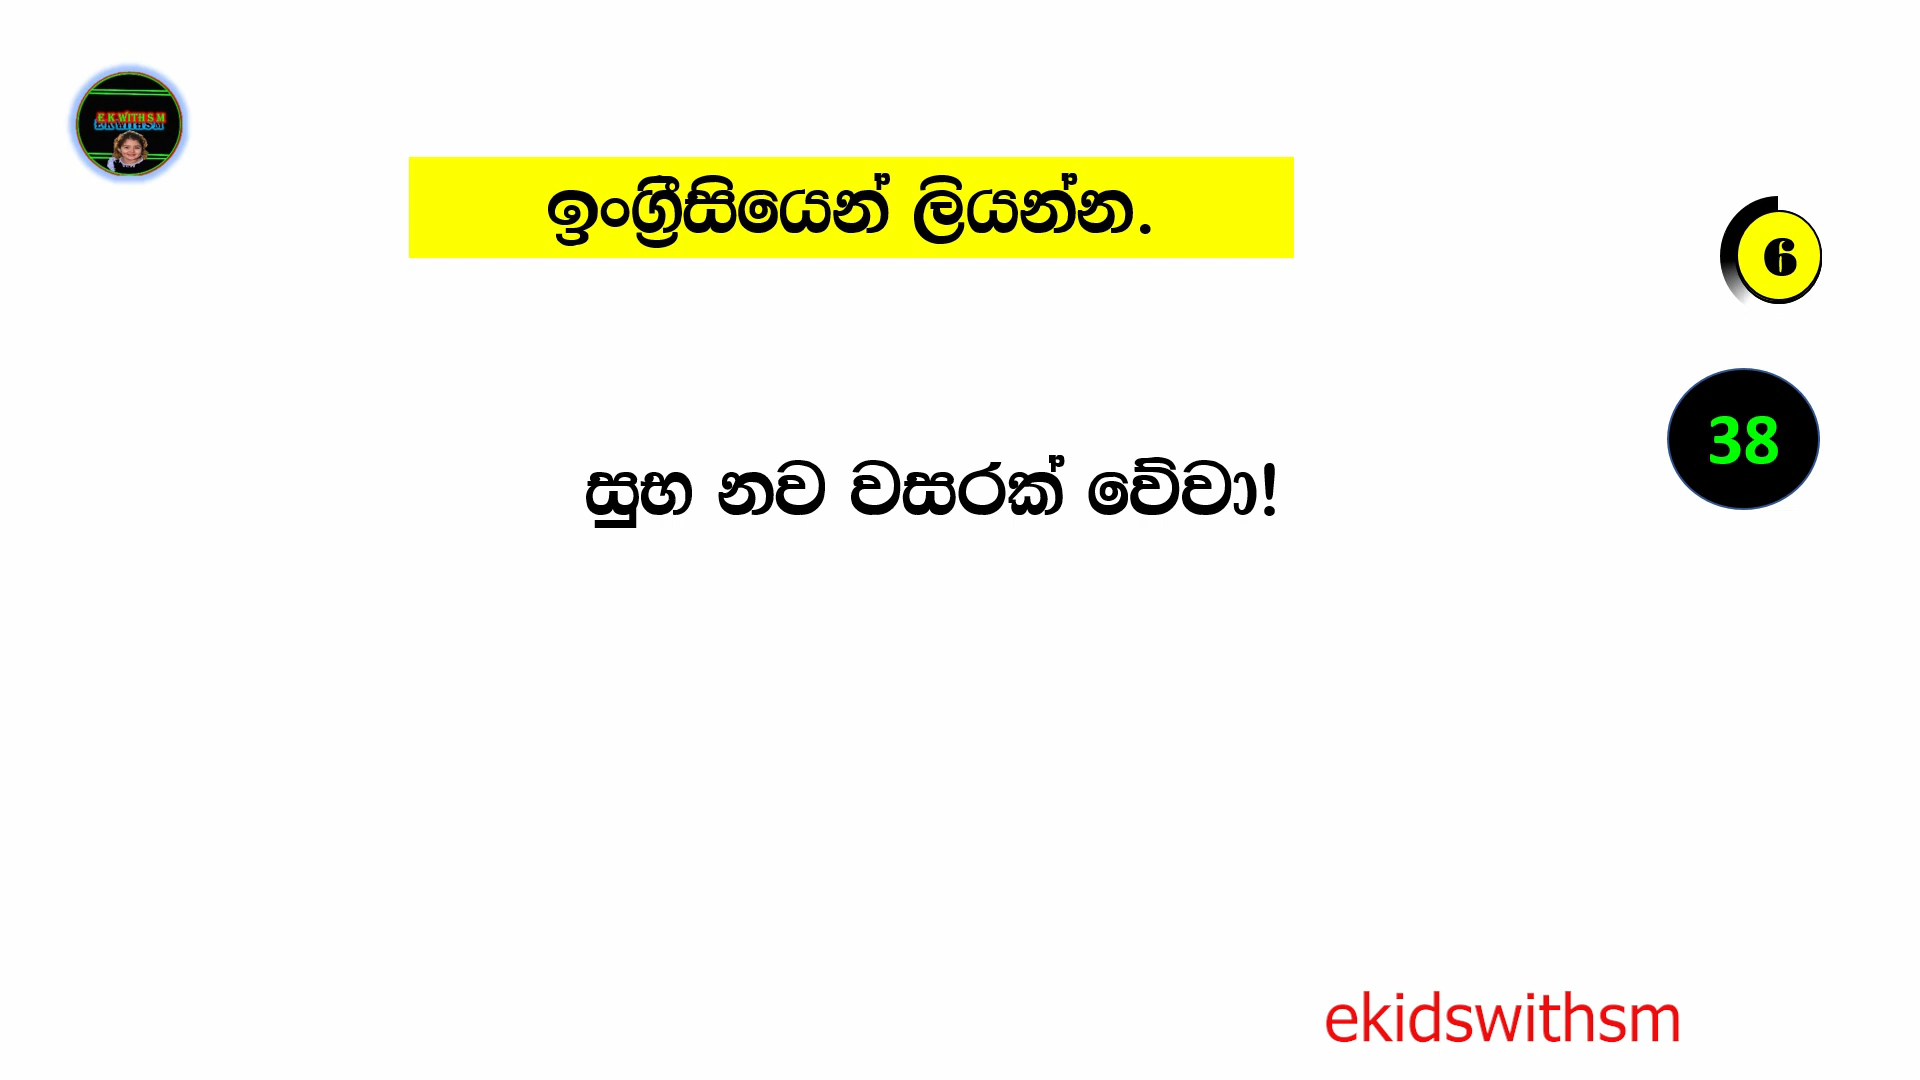 E.K.WITH S M
ඉංග්‍රීසියෙන් ලියන්න.
6
38
සුභ නව වසරක් වේවා!
ekidswithsm